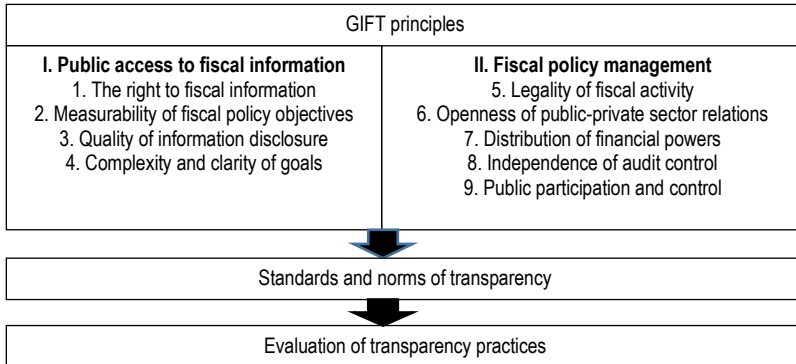 GIFT principles
I. Public access to fiscal information
1. The right to fiscal information
2. Measurability of fiscal policy objectives
3. Quality of information disclosure
4. Complexity and clarity of goals
II. Fiscal policy management
5. Legality of fiscal activity
6. Openness of public-private sector relations
7. Distribution of financial powers
8. Independence of audit control
9. Public participation and control
Standards and norms of transparency
Evaluation of transparency practices